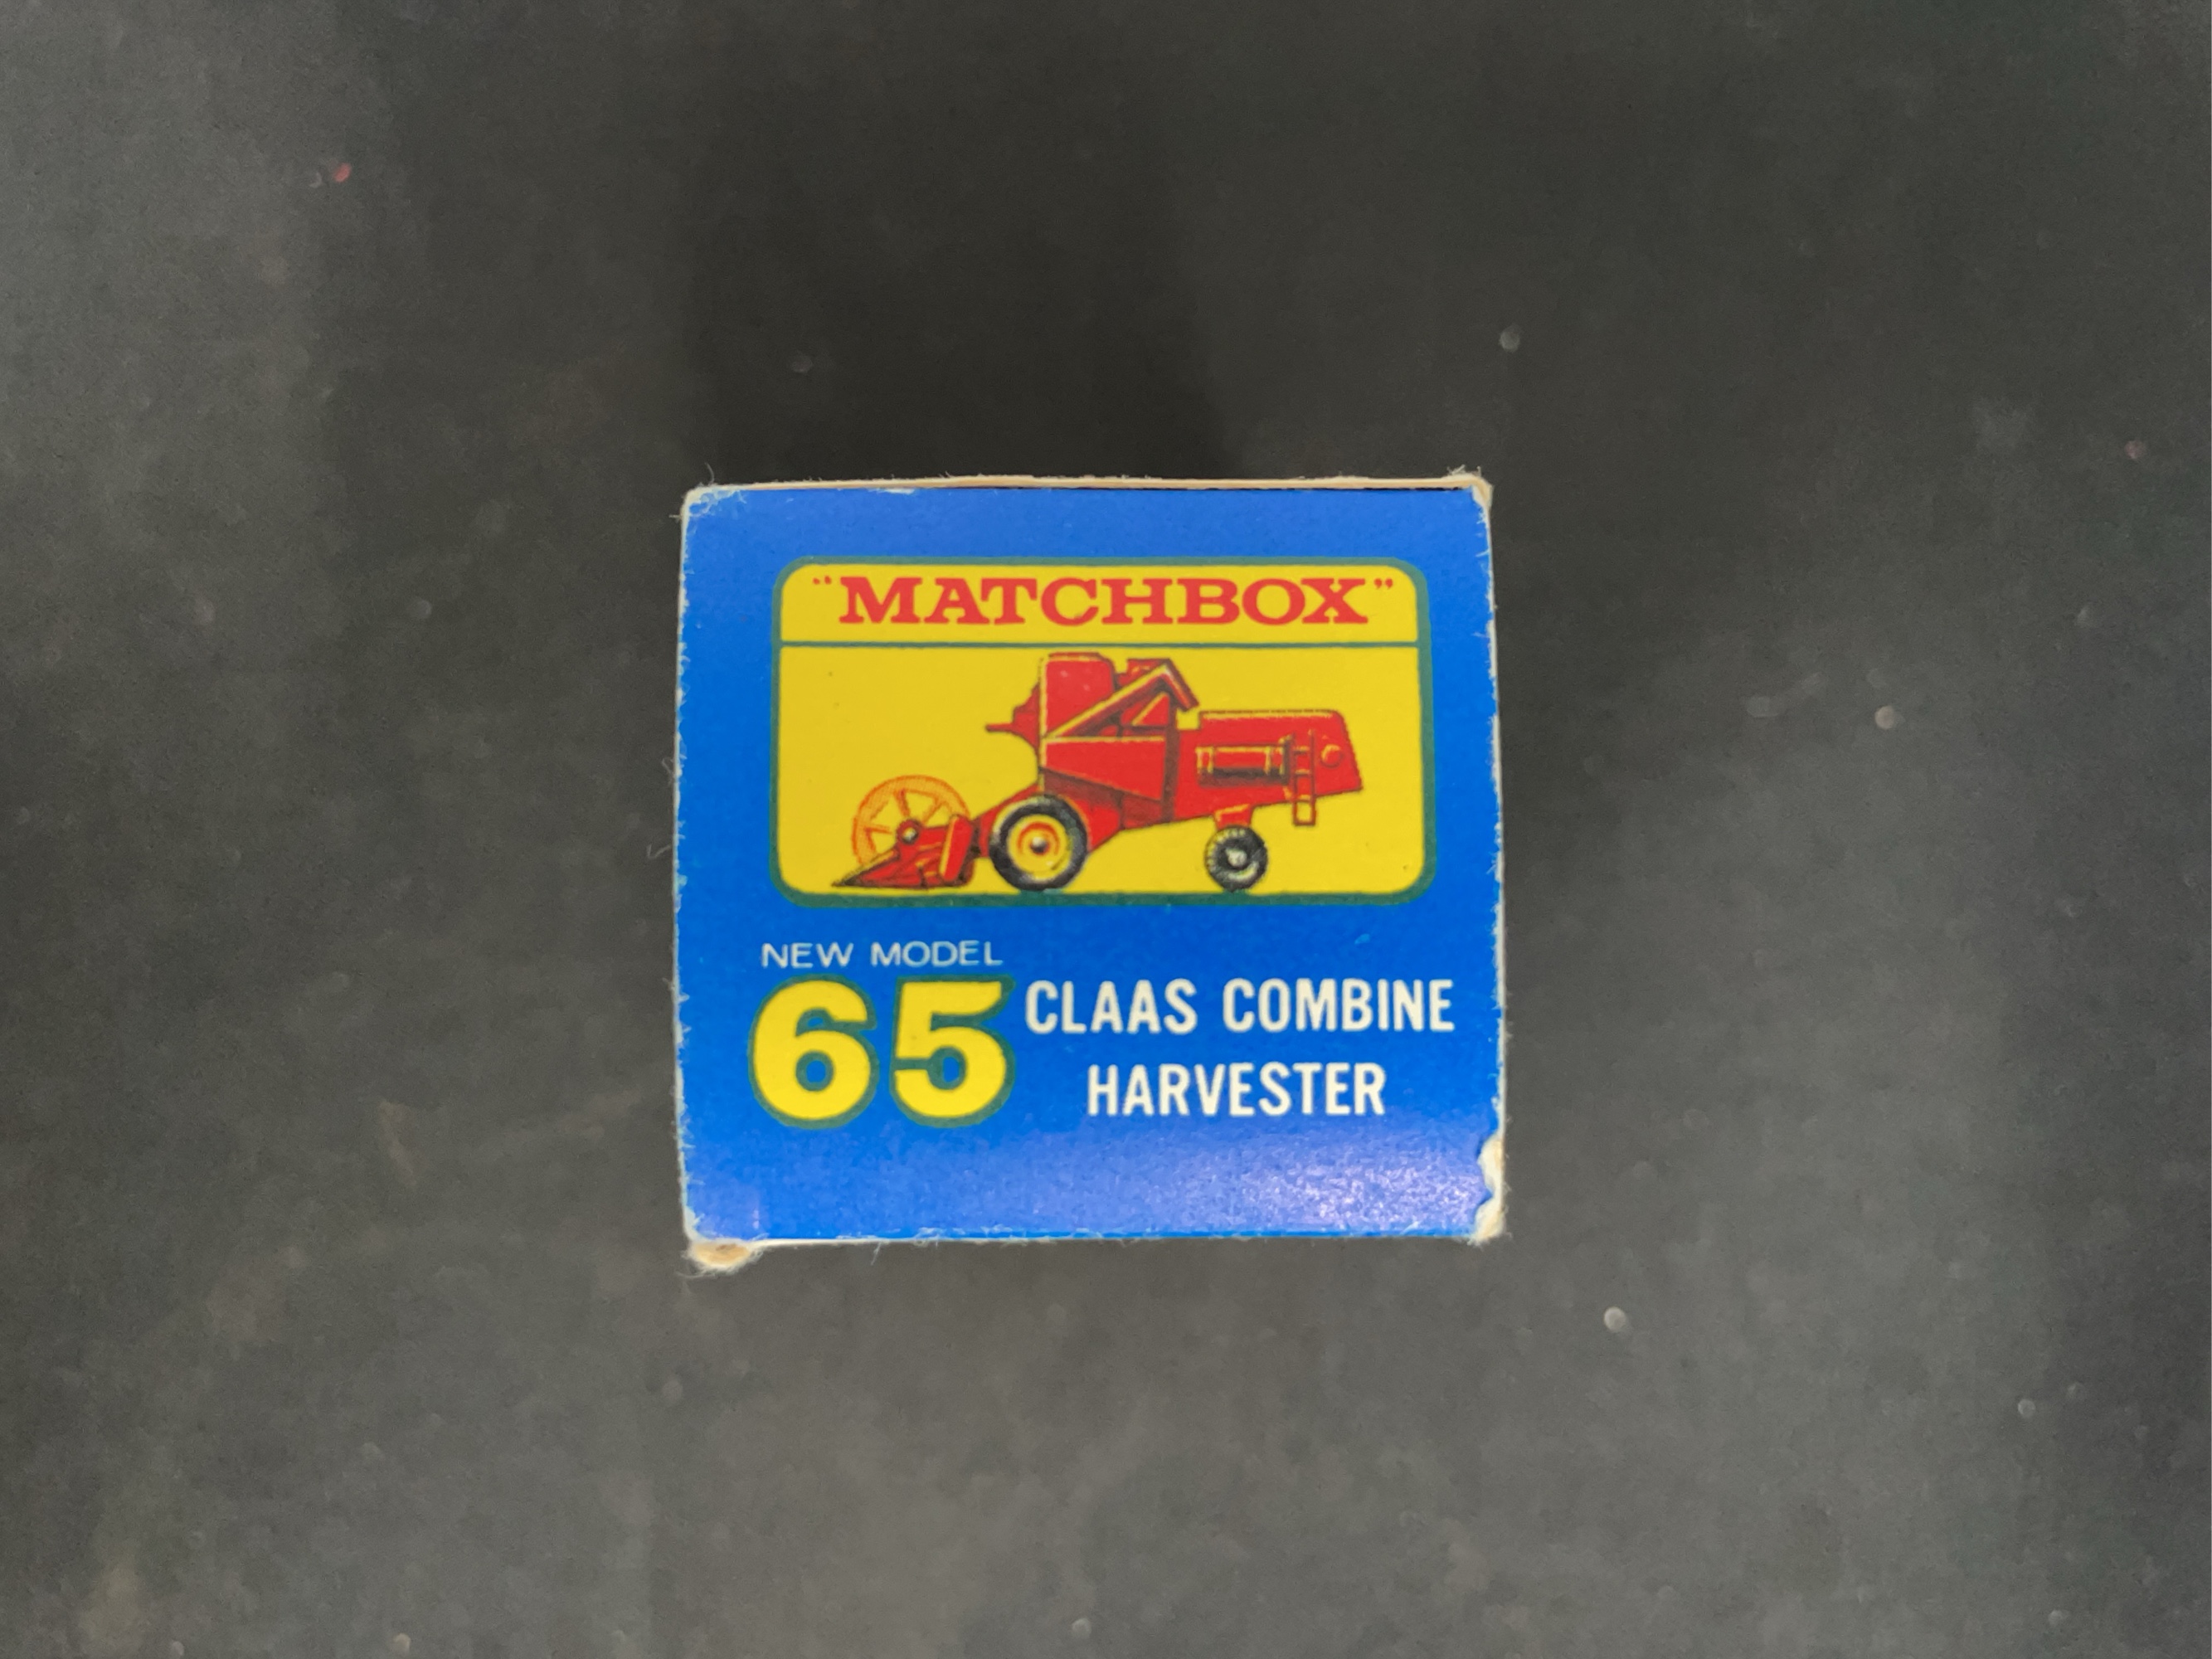 "MATCHBOX"
NEW MODEL
65 CLAAS COMBINE
HARVESTER